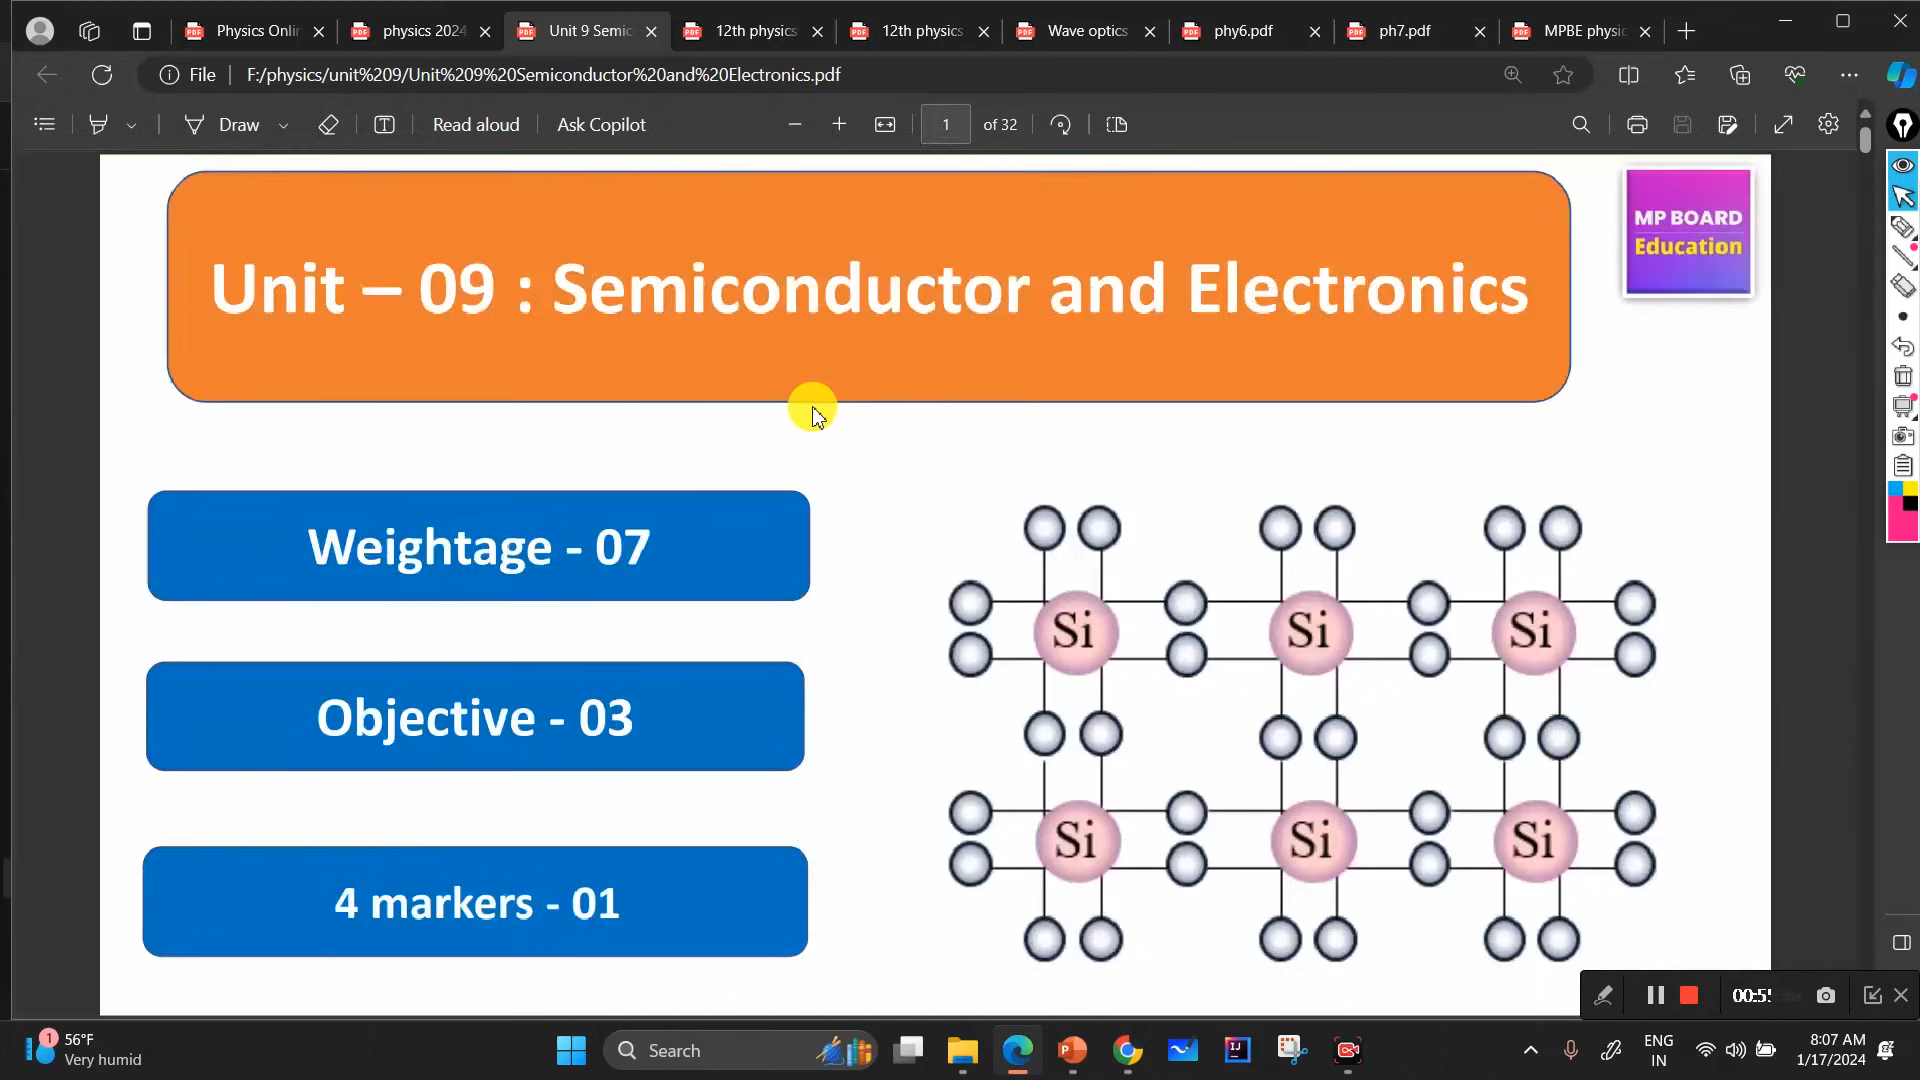 Physics Onlin
physics 2024
Unit 9 Semic
12th physics
12th physics
Wave optics
phy6.pdf
ph7.pdf
MPBE physic
File
F:/physics/unit%209/Unit%209%20Semiconductor%20and%20Electronics.pdf
Draw
Read aloud
Ask Copilot
1
of 32
MP BOARD
Education
Unit – 09 : Semiconductor and Electronics
Weightage - 07
Objective - 03
4 markers - 01
Si Si Si
Si Si Si
1
56°F
Very humid
Search
ENG
IN
8:07 AM
1/17/2024